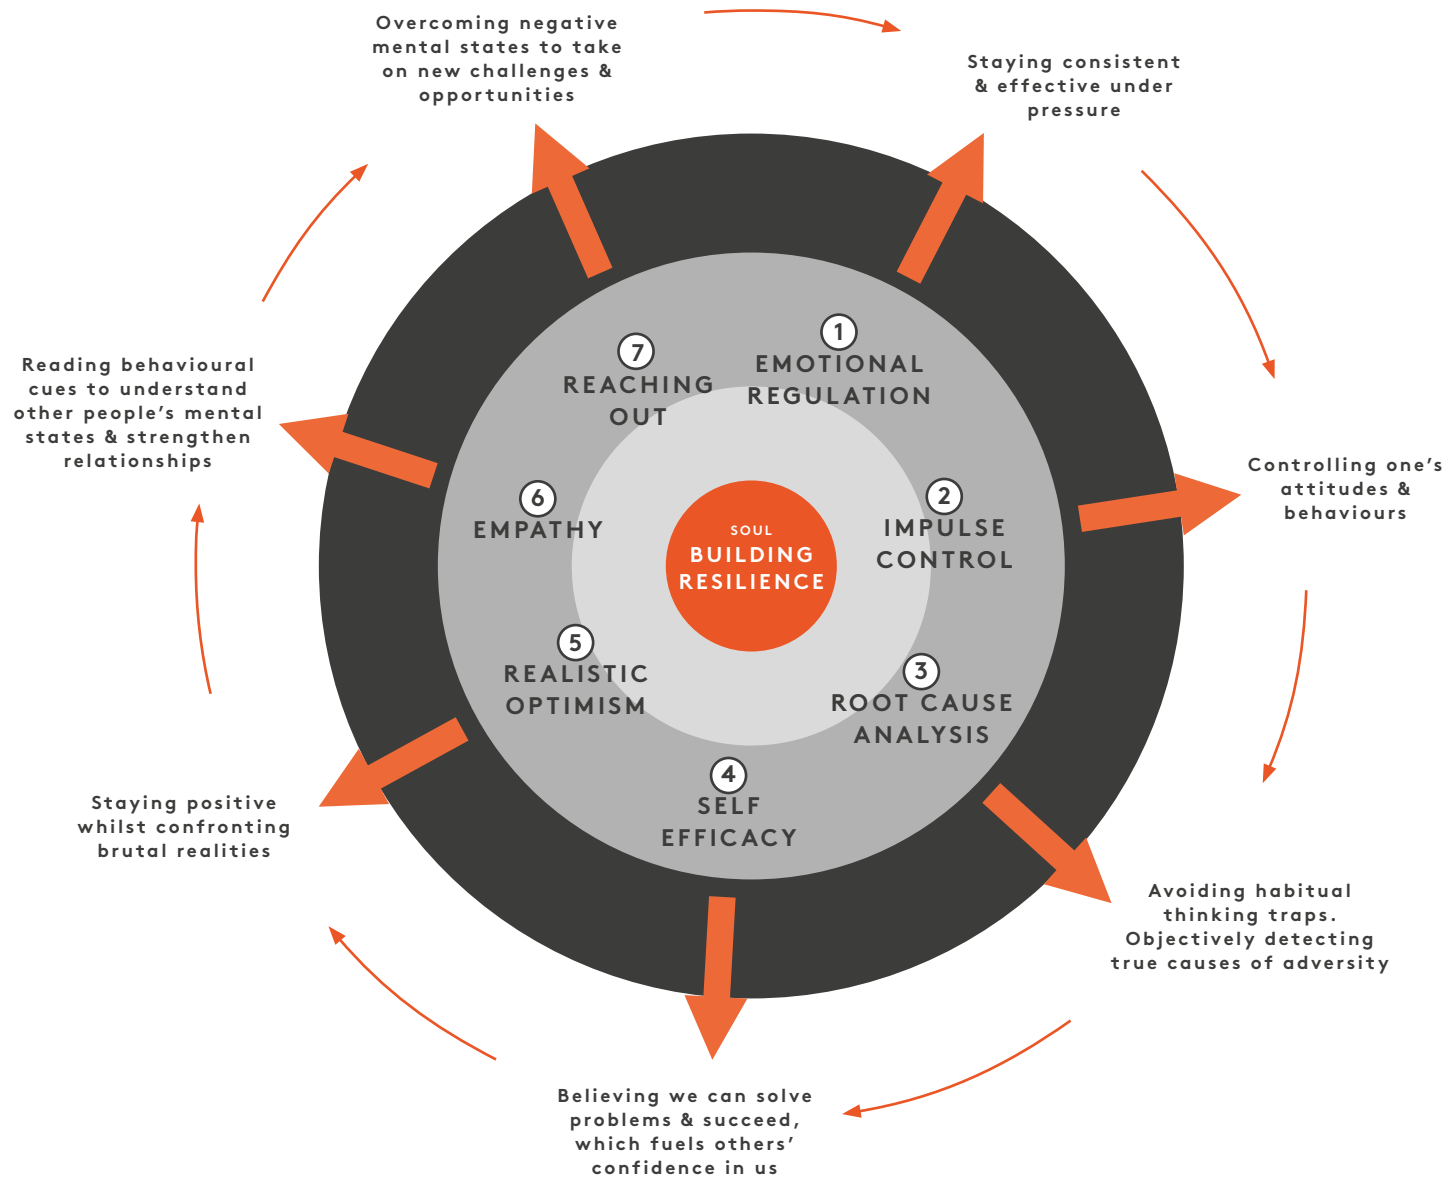 SOUL
BUILDING
RESILIENCE
1
EMOTIONAL
REGULATION
Staying consistent
& effective under
pressure
2
IMPULSE
CONTROL
Controlling one’s
attitudes &
behaviours
3
ROOT CAUSE
ANALYSIS
Avoiding habitual
thinking traps.
Objectively detecting
true causes of adversity
4
SELF
EFFICACY
Believing we can solve
problems & succeed,
which fuels others’
confidence in us
5
REALISTIC
OPTIMISM
Staying positive
whilst confronting
brutal realities
6
EMPATHY
Reading behavioural
cues to understand
other people’s mental
states & strengthen
relationships
7
REACHING
OUT
Overcoming negative
mental states to take
on new challenges &
opportunities